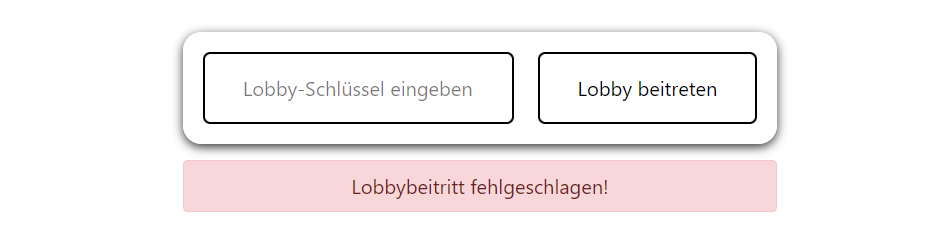 Lobby-Schlüssel eingeben
Lobby beitreten
Lobbybeitritt fehlgeschlagen!